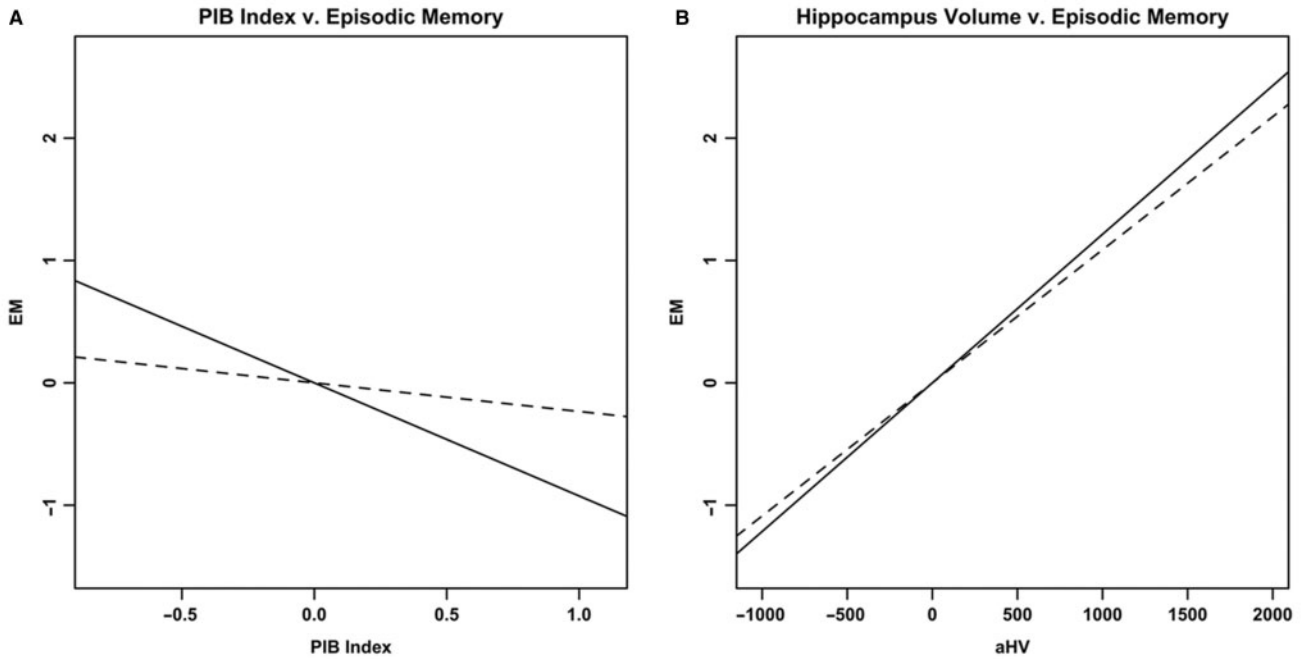 A
PIB Index v. Episodic Memory
EM
2
1
0
−1
−0.5
0.0
0.5
1.0
PIB Index
B
Hippocampus Volume v. Episodic Memory
EM
2
1
0
−1
−1000
−500
0
500
1000
1500
2000
aHV